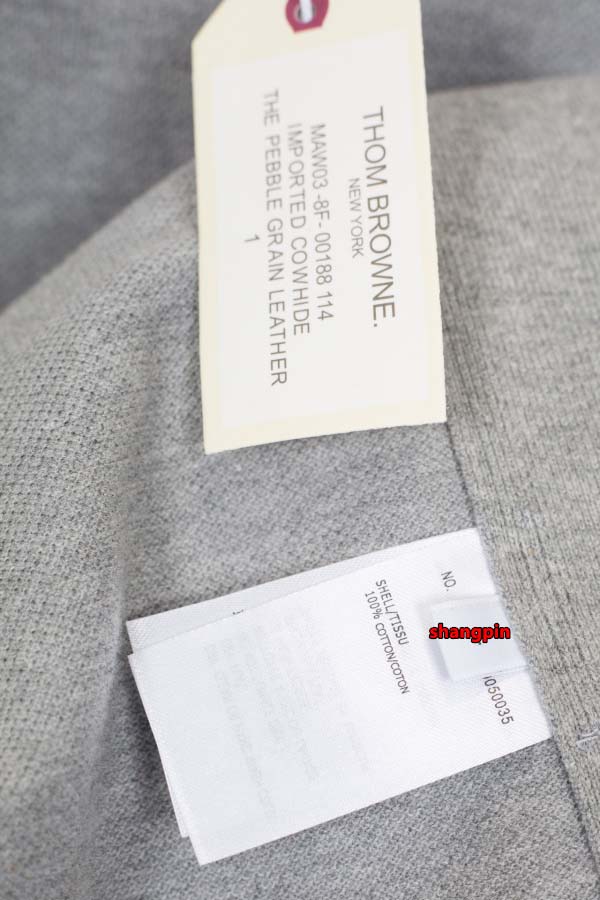 THOM BROWNE.
NEW YORK
MAW03 -8F- 00188 114
IMPORTED COWHIDE
THE PEBBLE GRAIN LEATHER
1
NO.
050035
SHELL/TISSU
100% COTTON/COTON
shangpin